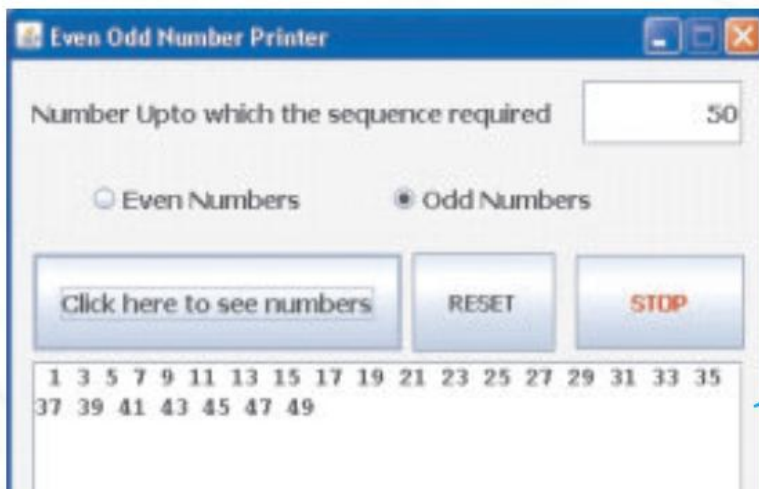 Even Odd Number Printer
Number Upto which the sequence required 50
Even Numbers Odd Numbers
Click here to see numbers RESET STOP
1 3 5 7 9 11 13 15 17 19 21 23 25 27 29 31 33 35
37 39 41 43 45 47 49